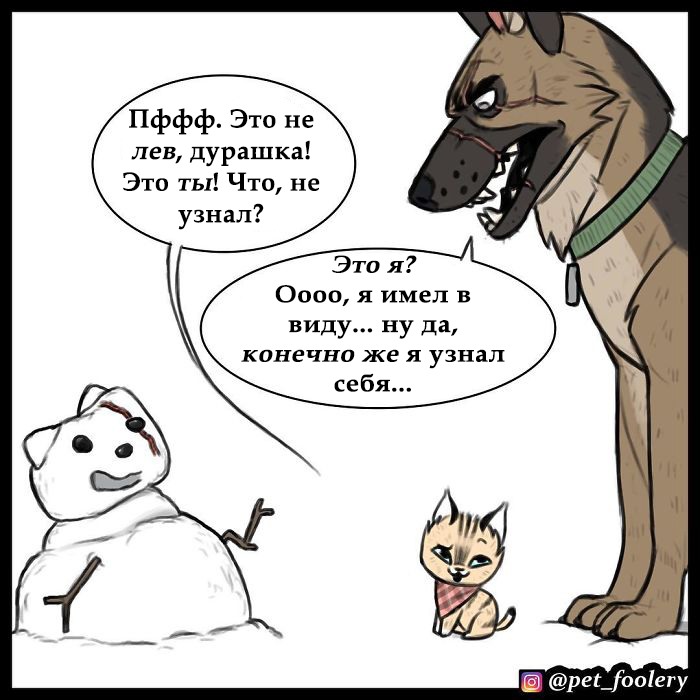 Пффф. Это не
лев, дурашка!
Это ты! Что, не
узнал?
Это я?
Оооо, я имел в
виду... ну да,
конечно же я узнал
себя...
@pet_foolery